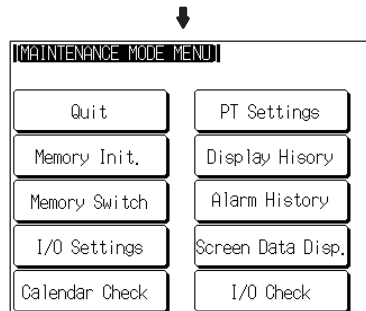 [MAINTENANCE MODE MENU]
Quit
PT Settings
Memory Init.
Display Hisory
Memory Switch
Alarm History
I/O Settings
Screen Data Disp.
Calendar Check
I/O Check